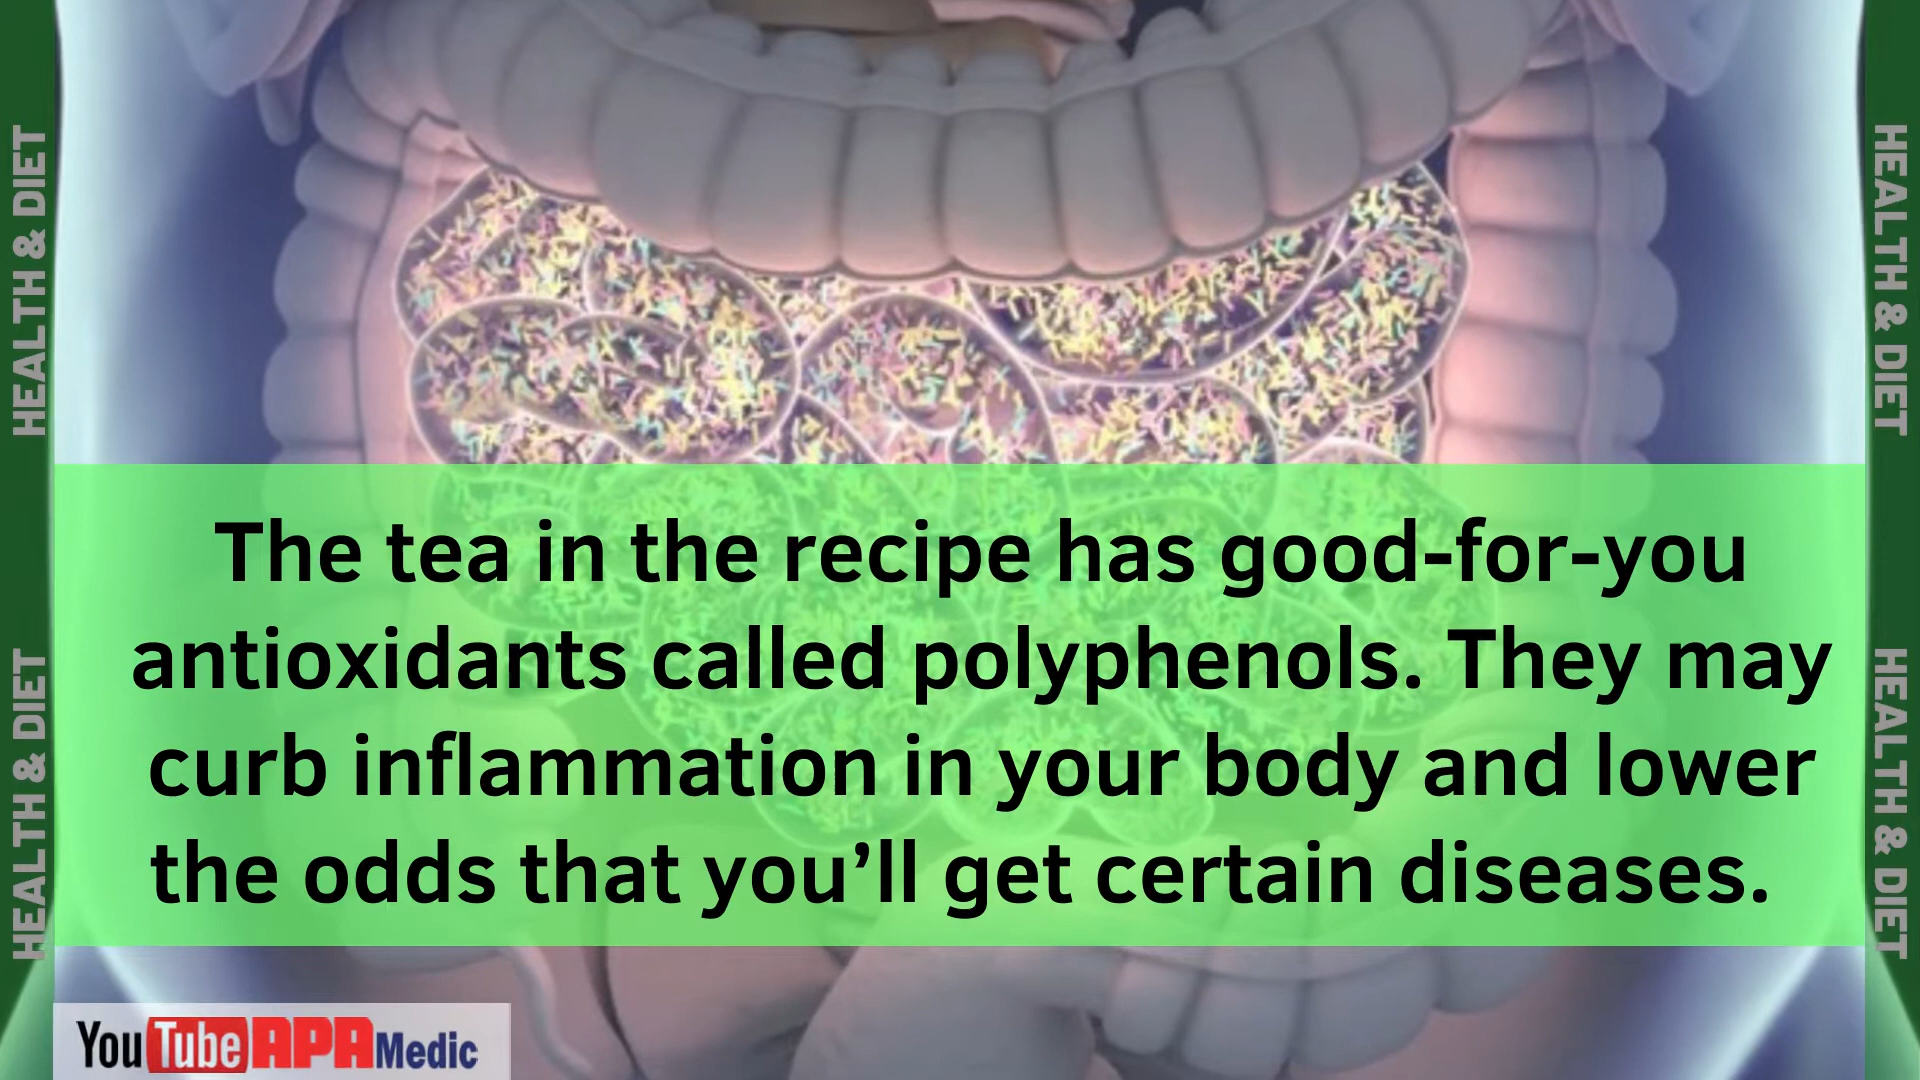 HEALTH & DIET
HEALTH & DIET
HEALTH & DIET
HEALTH & DIET
The tea in the recipe has good-for-you
antioxidants called polyphenols. They may
curb inflammation in your body and lower
the odds that you’ll get certain diseases.
YouTube APA Medic